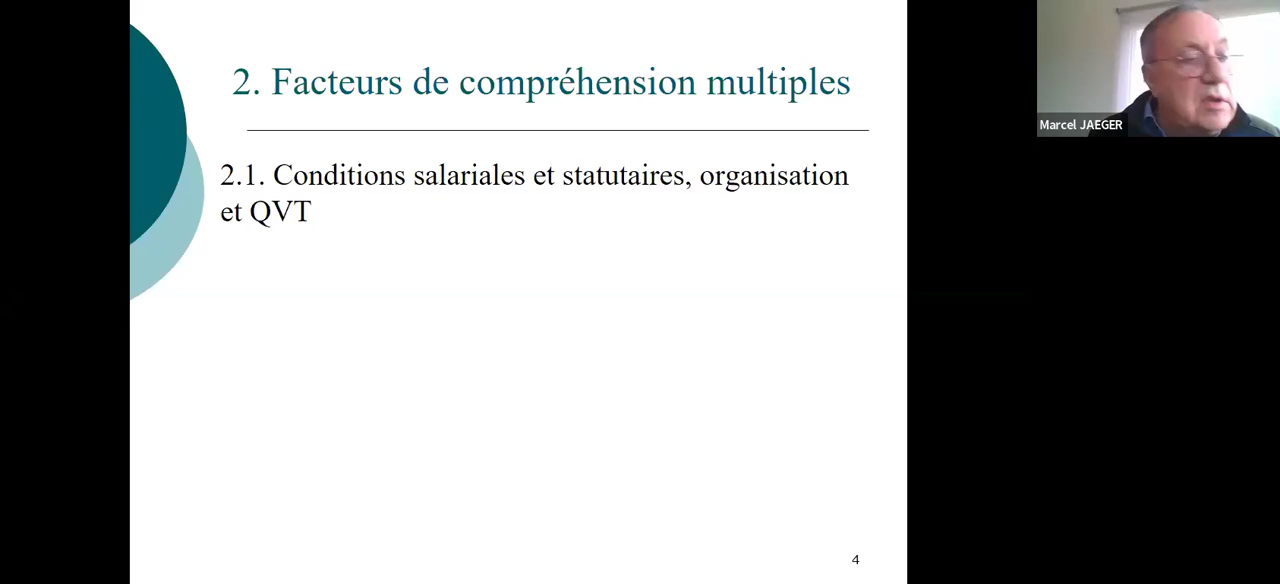 2. Facteurs de compréhension multiples
Marcel JAEGER
2.1. Conditions salariales et statutaires, organisation
et QVT
4